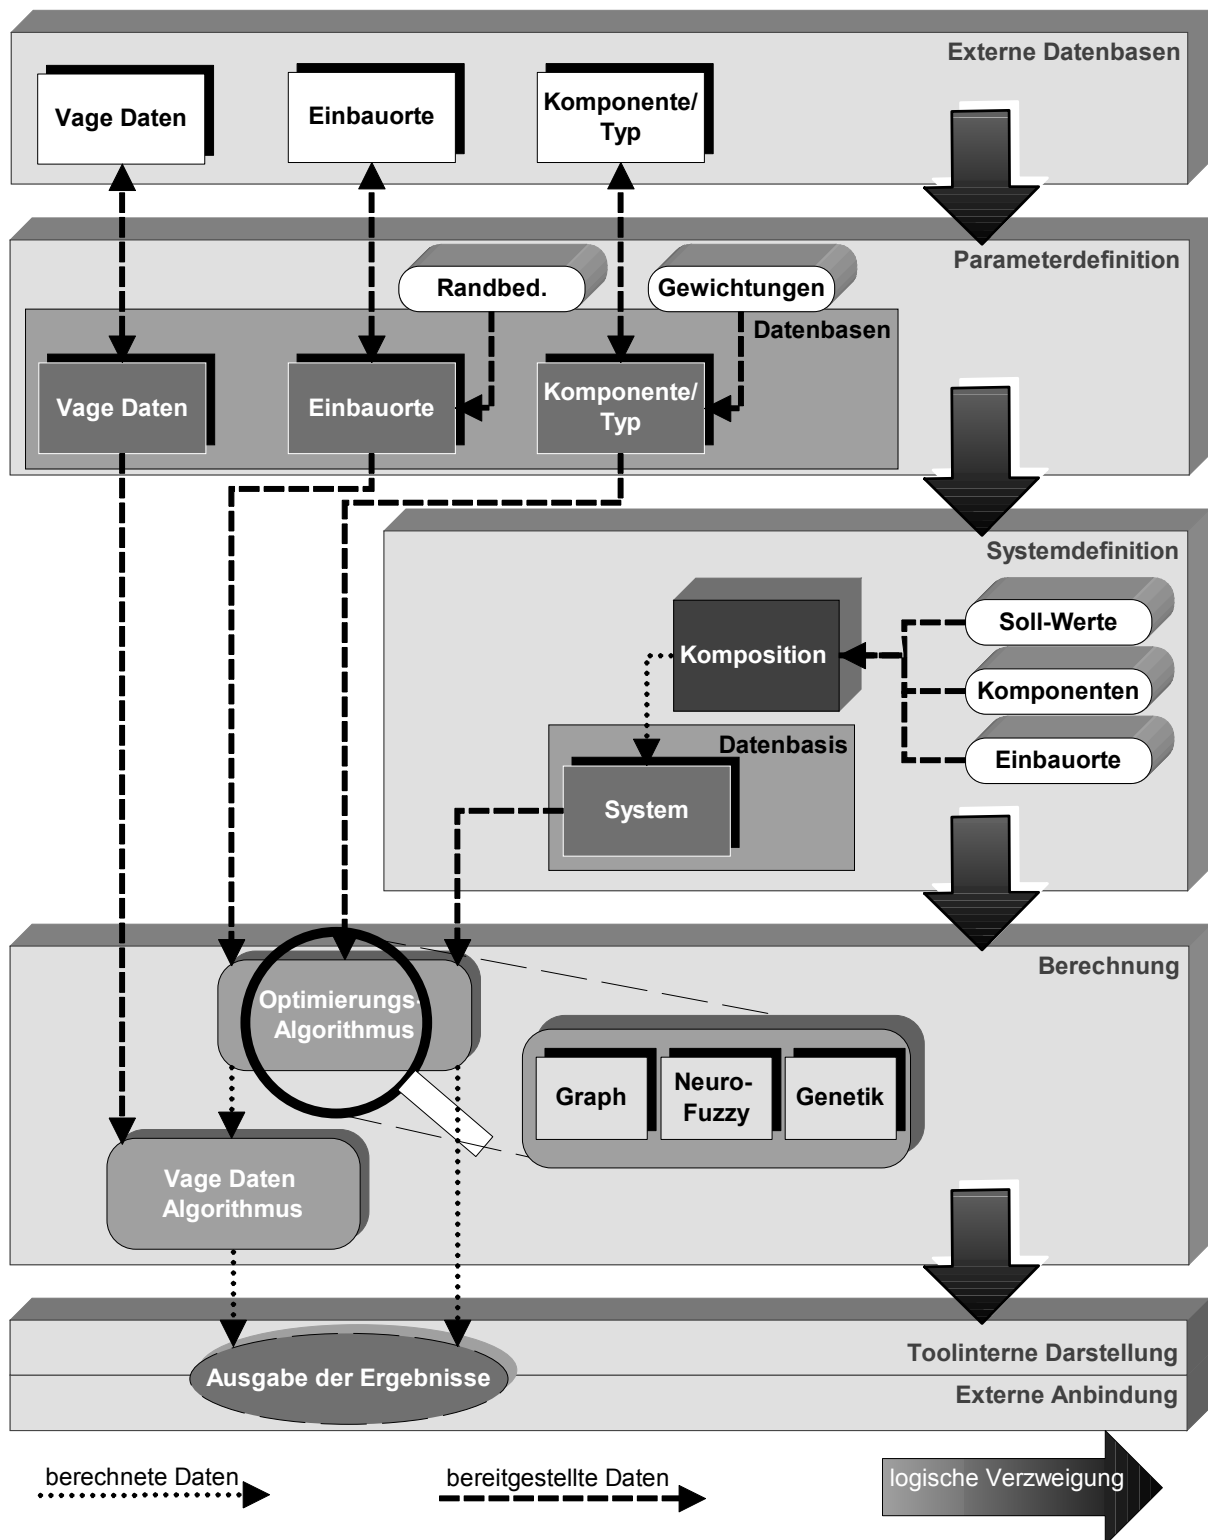 Externe Datenbasen
Vage Daten
Einbauorte
Komponente/
Typ
Parameterdefinition
Randbed.
Gewichtungen
Datenbasen
Vage Daten
Einbauorte
Komponente/
Typ
Systemdefinition
Soll-Werte
Komposition
Komponenten
Datenbasis
Einbauorte
System
Berechnung
Optimierungs-
Algorithmus
Graph
Neuro-
Fuzzy
Genetik
Vage Daten
Algorithmus
Toolinterne Darstellung
Ausgabe der Ergebnisse
Externe Anbindung
berechnete Daten
bereitgestellte Daten
logische Verzweigung